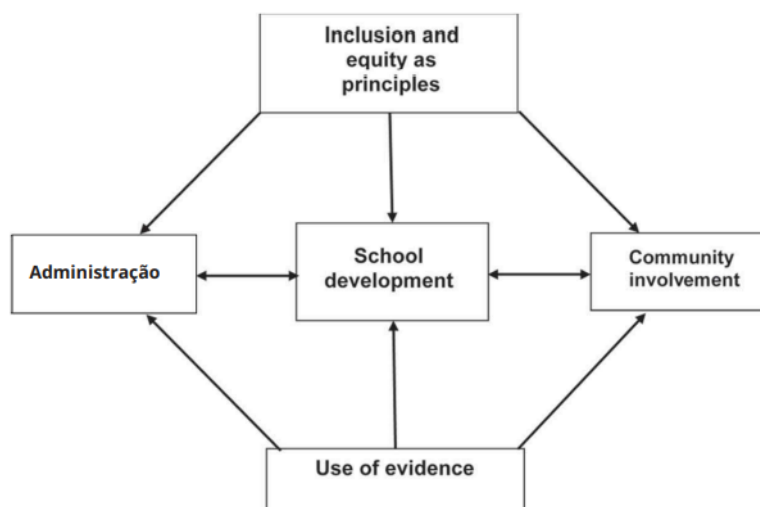 Inclusion and
equity as
principles
Administração
School
development
Community
involvement
Use of evidence